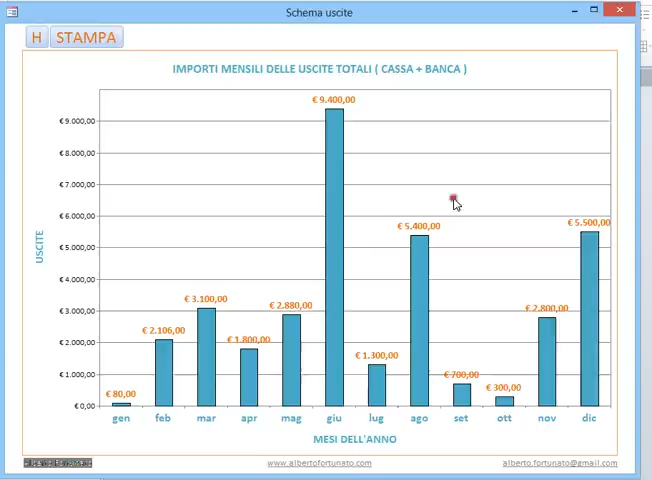 Schema uscite
H STAMPA
IMPORTI MENSILI DELLE USCITE TOTALI ( CASSA + BANCA )
€ 9.400,00
€ 9.000,00
€ 8.000,00
€ 7.000,00
€ 6.000,00
€ 5.500,00
€ 5.400,00
USCITE
€ 5.000,00
€ 4.000,00
€ 3.100,00
€ 2.880,00
€ 2.800,00
€ 3.000,00
€ 2.106,00
€ 1.800,00
€ 2.000,00
€ 1.300,00
€ 1.000,00
€ 700,00
€ 80,00
€ 300,00
€ 0,00
gen feb mar apr mag giu lug ago set ott nov dic
MESI DELL'ANNO
www.albertofortunato.com
alberto.fortunato@gmail.com